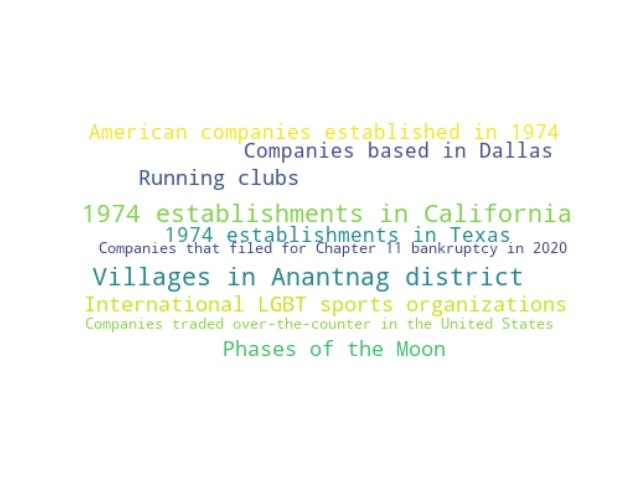 American companies established in 1974
Companies based in Dallas
Running clubs
1974 establishments in California
1974 establishments in Texas
Companies that filed for Chapter 11 bankruptcy in 2020
Villages in Anantnag district
International LGBT sports organizations
Companies traded over-the-counter in the United States
Phases of the Moon